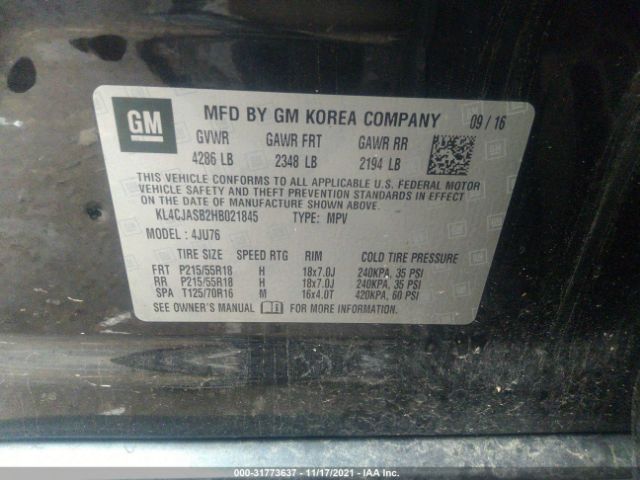 GM
MFD BY GM KOREA COMPANY 09 / 16
GVWR GAWR FRT GAWR RR
4286 LB 2348 LB 2194 LB
THIS VEHICLE CONFORMS TO ALL APPLICABLE U.S. FEDERAL MOTOR
VEHICLE SAFETY AND THEFT PREVENTION STANDARDS IN EFFECT
ON THE DATE OF MANUFACTURE SHOWN ABOVE.
KL4CJASB2HB021845 TYPE: MPV
MODEL : 4JU76
TIRE SIZE SPEED RTG RIM COLD TIRE PRESSURE
FRT P215/55R18 H 18x7.0J 240KPA, 35 PSI
RR P215/55R18 H 18x7.0J 240KPA, 35 PSI
SPA T125/70R16 M 16x4.0T 420KPA, 60 PSI
SEE OWNER'S MANUAL FOR MORE INFORMATION.
000-31773637 - 11/17/2021 - IAA Inc.